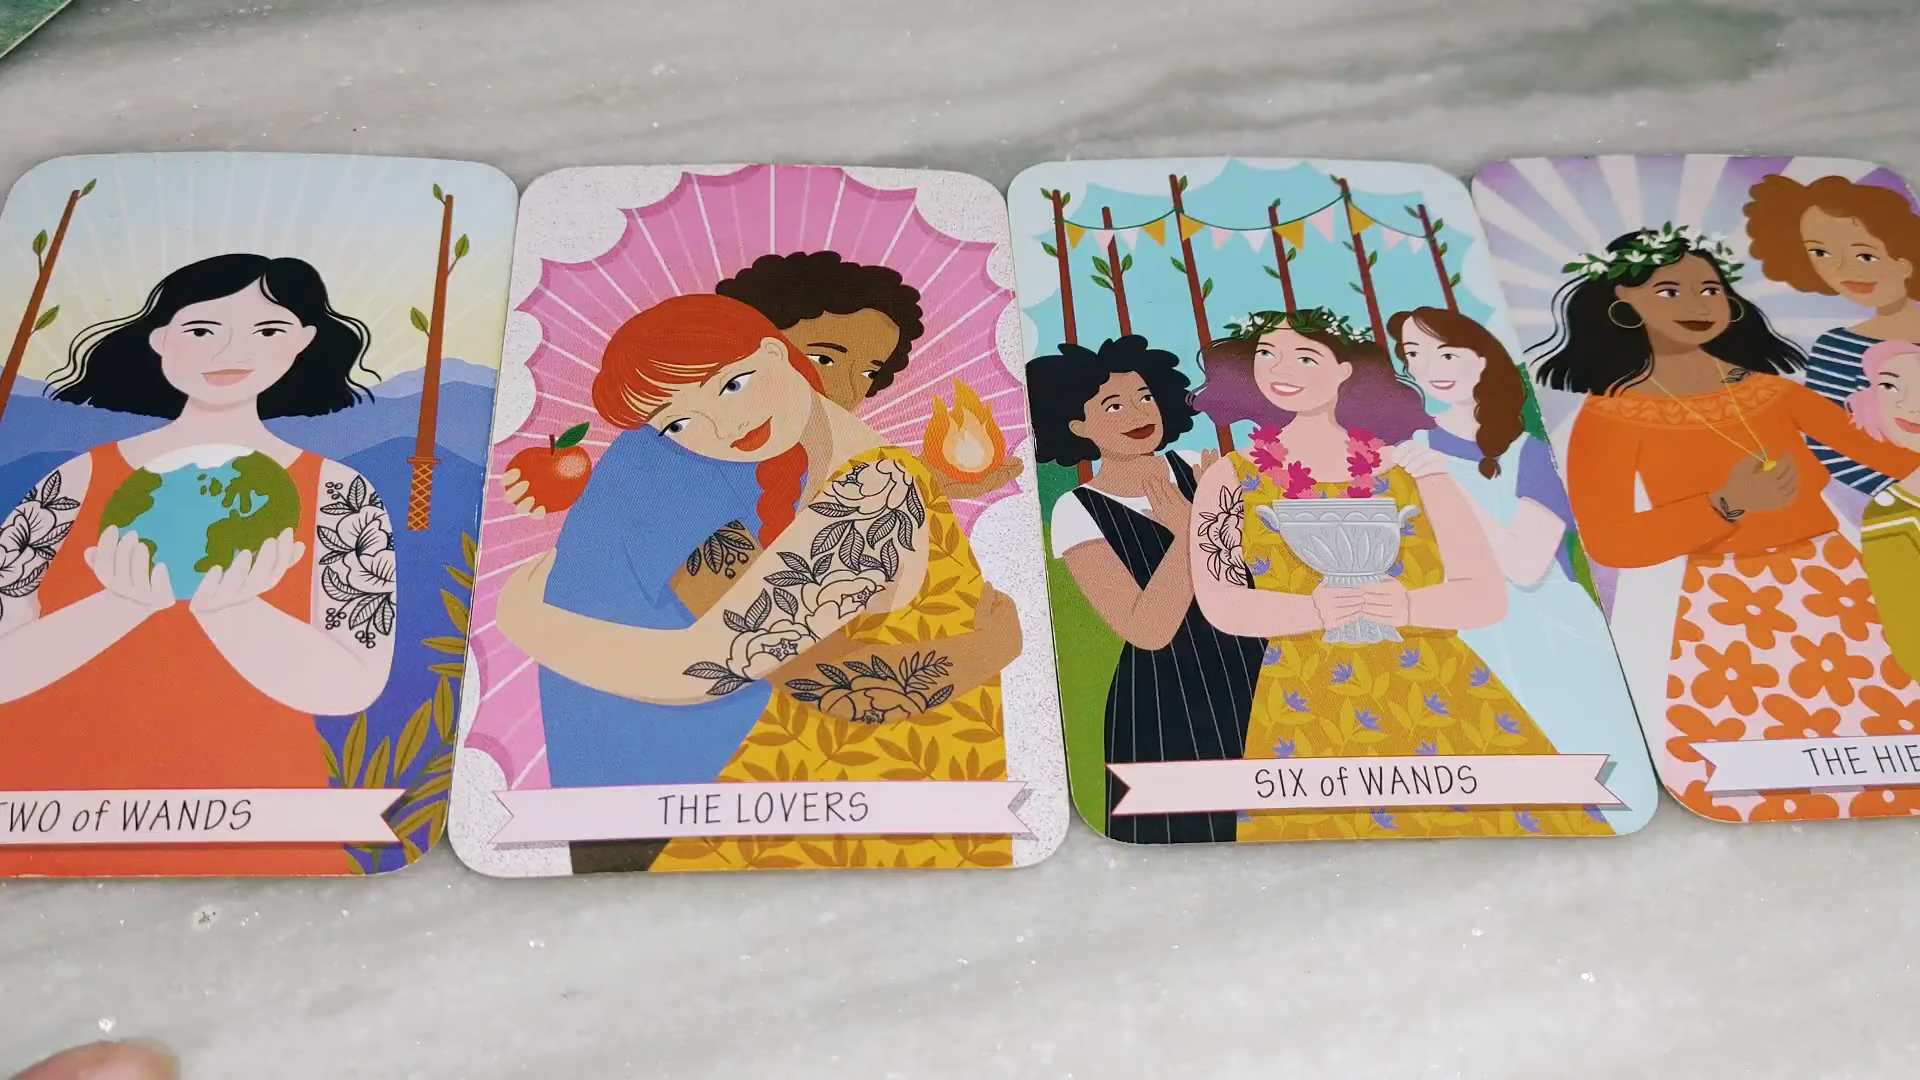 TWO of WANDS
THE LOVERS
SIX of WANDS
THE HIE